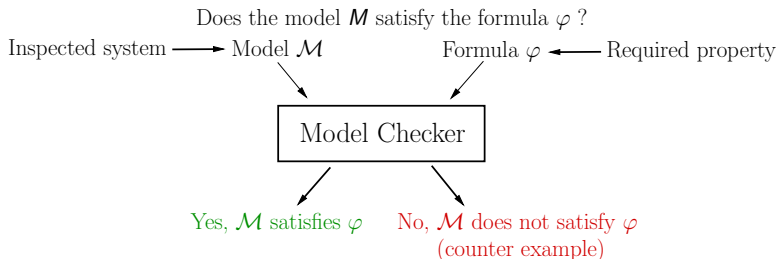 Does the model M satisfy the formula φ ?
Inspected system
Model ℳ
Formula φ
Required property
Model Checker
Yes, ℳ satisfies φ
No, ℳ does not satisfy φ
(counter example)